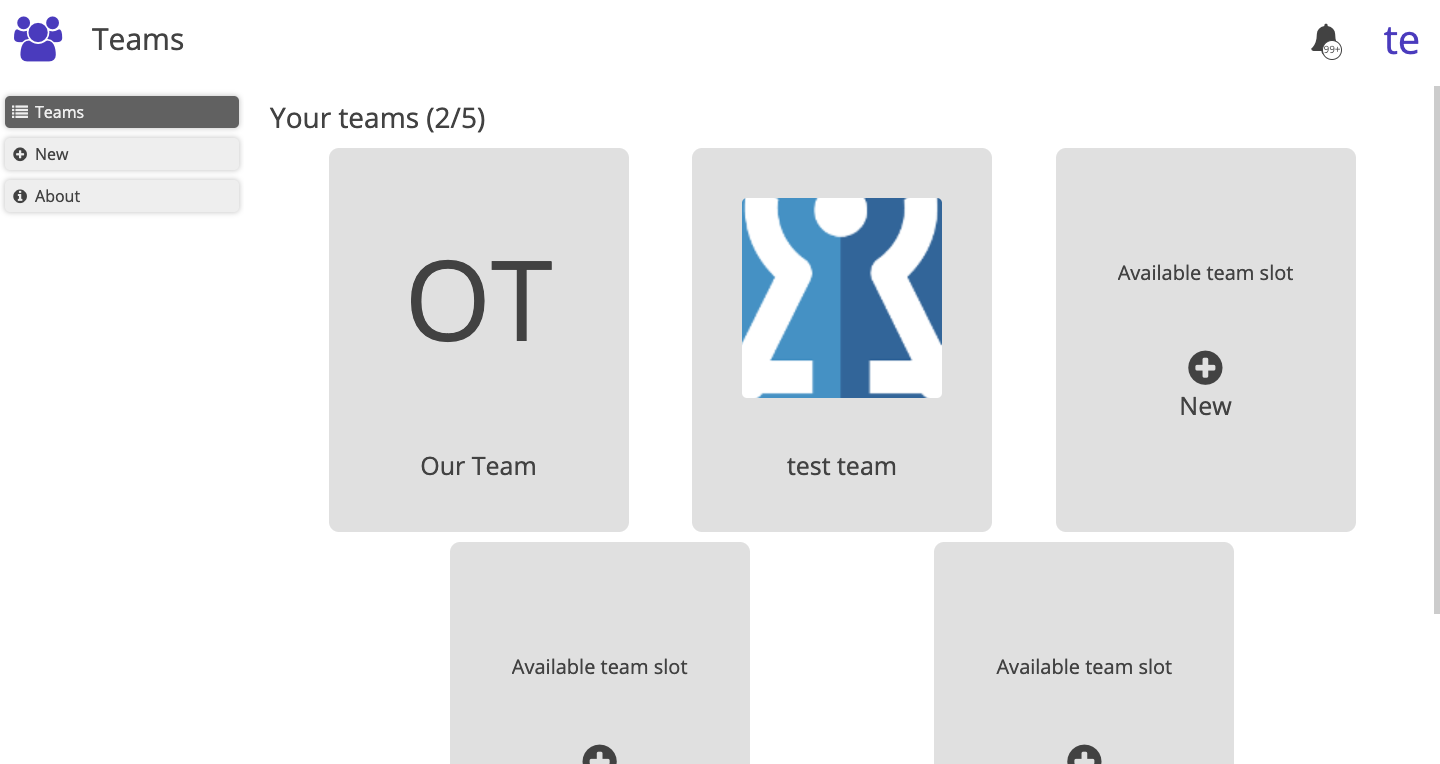 Teams
99+
te
Teams
New
About
Your teams (2/5)
OT
Our Team
test team
Available team slot
New
Available team slot
Available team slot